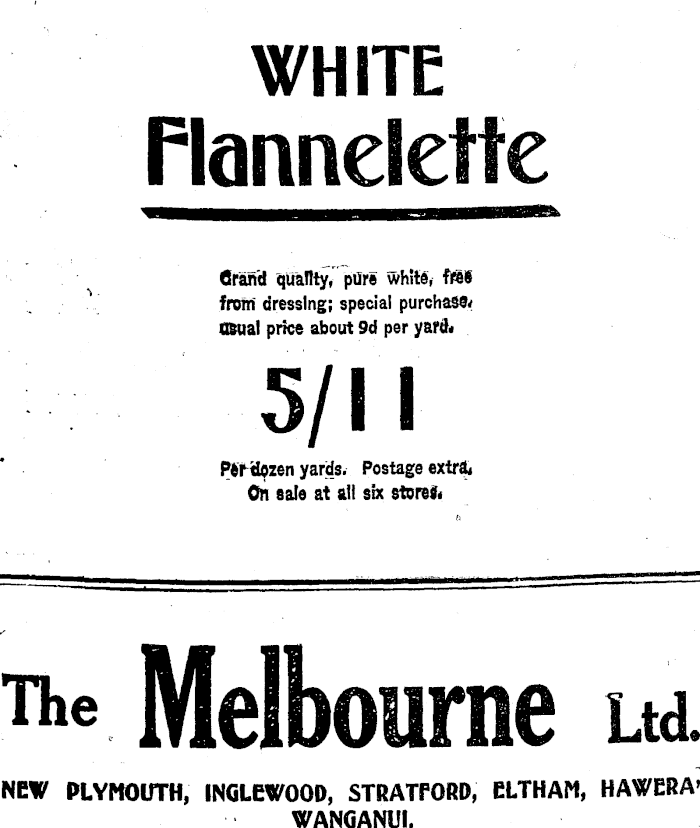 WHITE
Flannelette
Grand quality, pure white, free
from dressing; special purchase,
usual price about 9d per yard.
5/11
Per dozen yards. Postage extra.
On sale at all six stores.
The Melbourne Ltd.
NEW PLYMOUTH, INGLEWOOD, STRATFORD, ELTHAM, HAWERA'
WANGANUI.